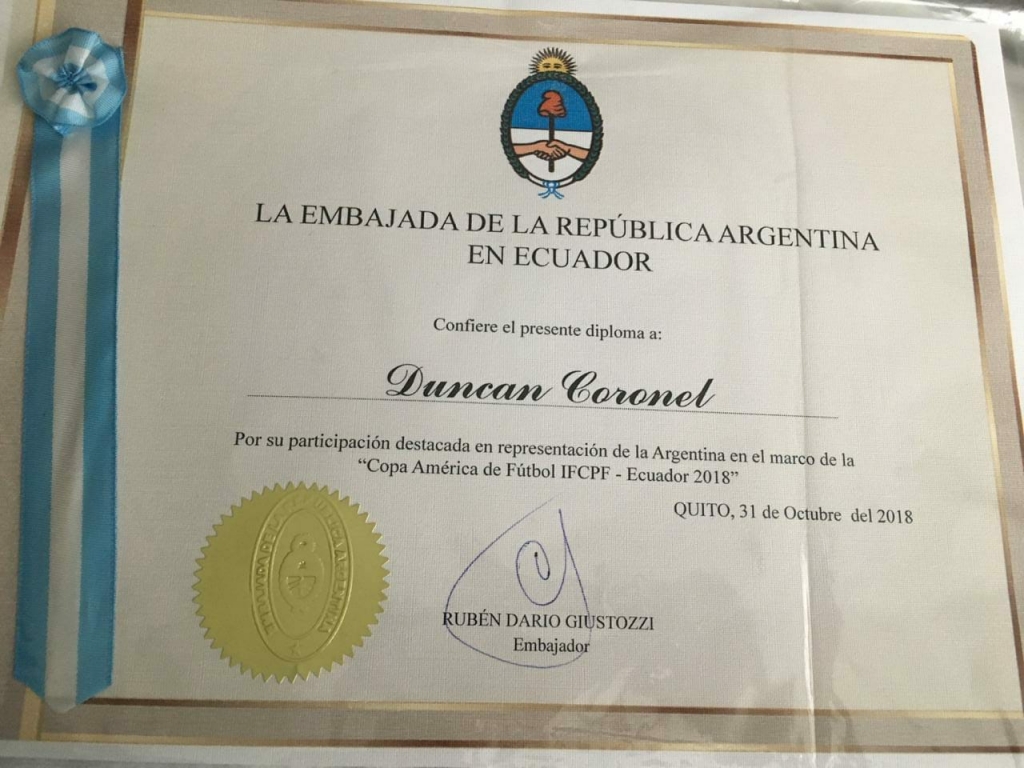 LA EMBAJADA DE LA REPÚBLICA ARGENTINA
EN ECUADOR
Confiere el presente diploma a:
Duncan Coronel
Por su participación destacada en representación de la Argentina en el marco de la
“Copa América de Fútbol IFCPF - Ecuador 2018”
QUITO, 31 de Octubre del 2018
RUBÉN DARIO GIUSTOZZI
Embajador